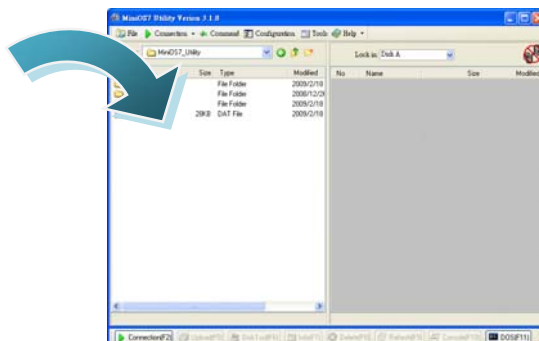 MiniOS7 Utility Version 3.1.8
File Connection Command Configuration Tools Help
MiniOS7_Utility Lock in: Disk A
Size Type Modified No Name Size Modified
File Folder 2009/2/18
File Folder 2008/12/2
File Folder 2009/2/18
28KB DAT File 2009/2/18
Connection(F2) DOS(F11)